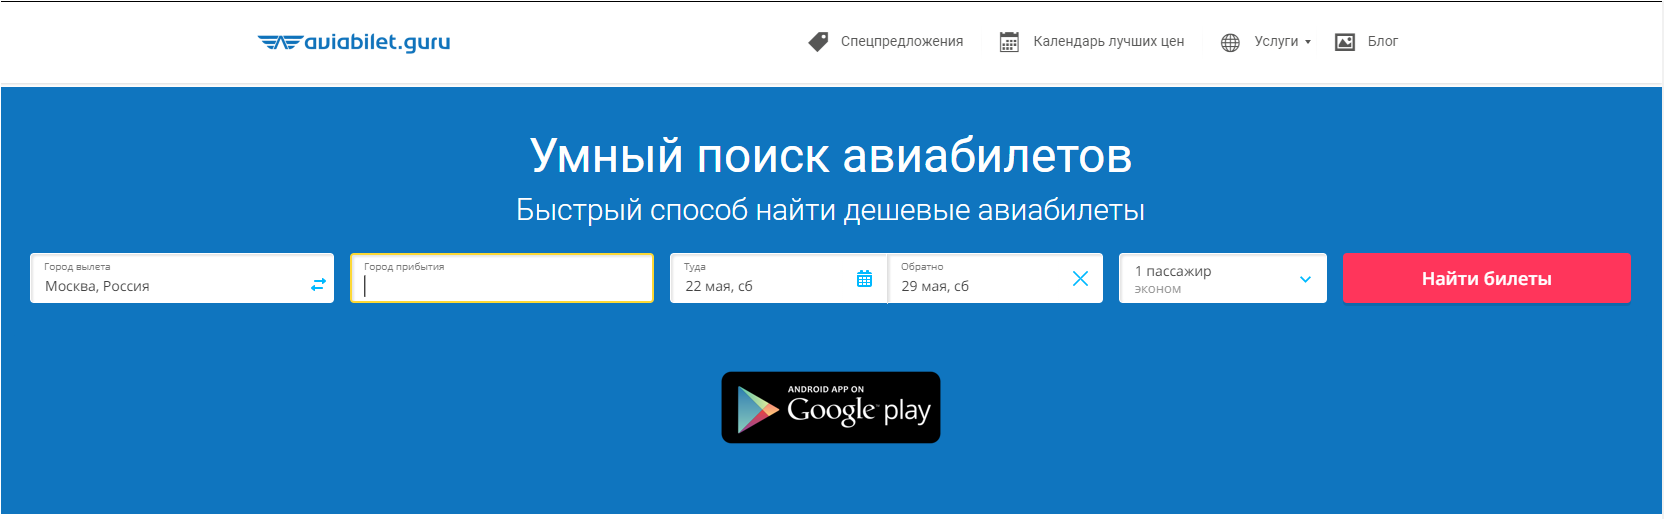 aviabilet.guru
Спецпредложения
Календарь лучших цен
Услуги
Блог
Умный поиск авиабилетов
Быстрый способ найти дешевые авиабилеты
Город вылета
Москва, Россия
Город прибытия
Туда
22 мая, сб
Обратно
29 мая, сб
1 пассажир
эконом
Найти билеты
ANDROID APP ON
Google play